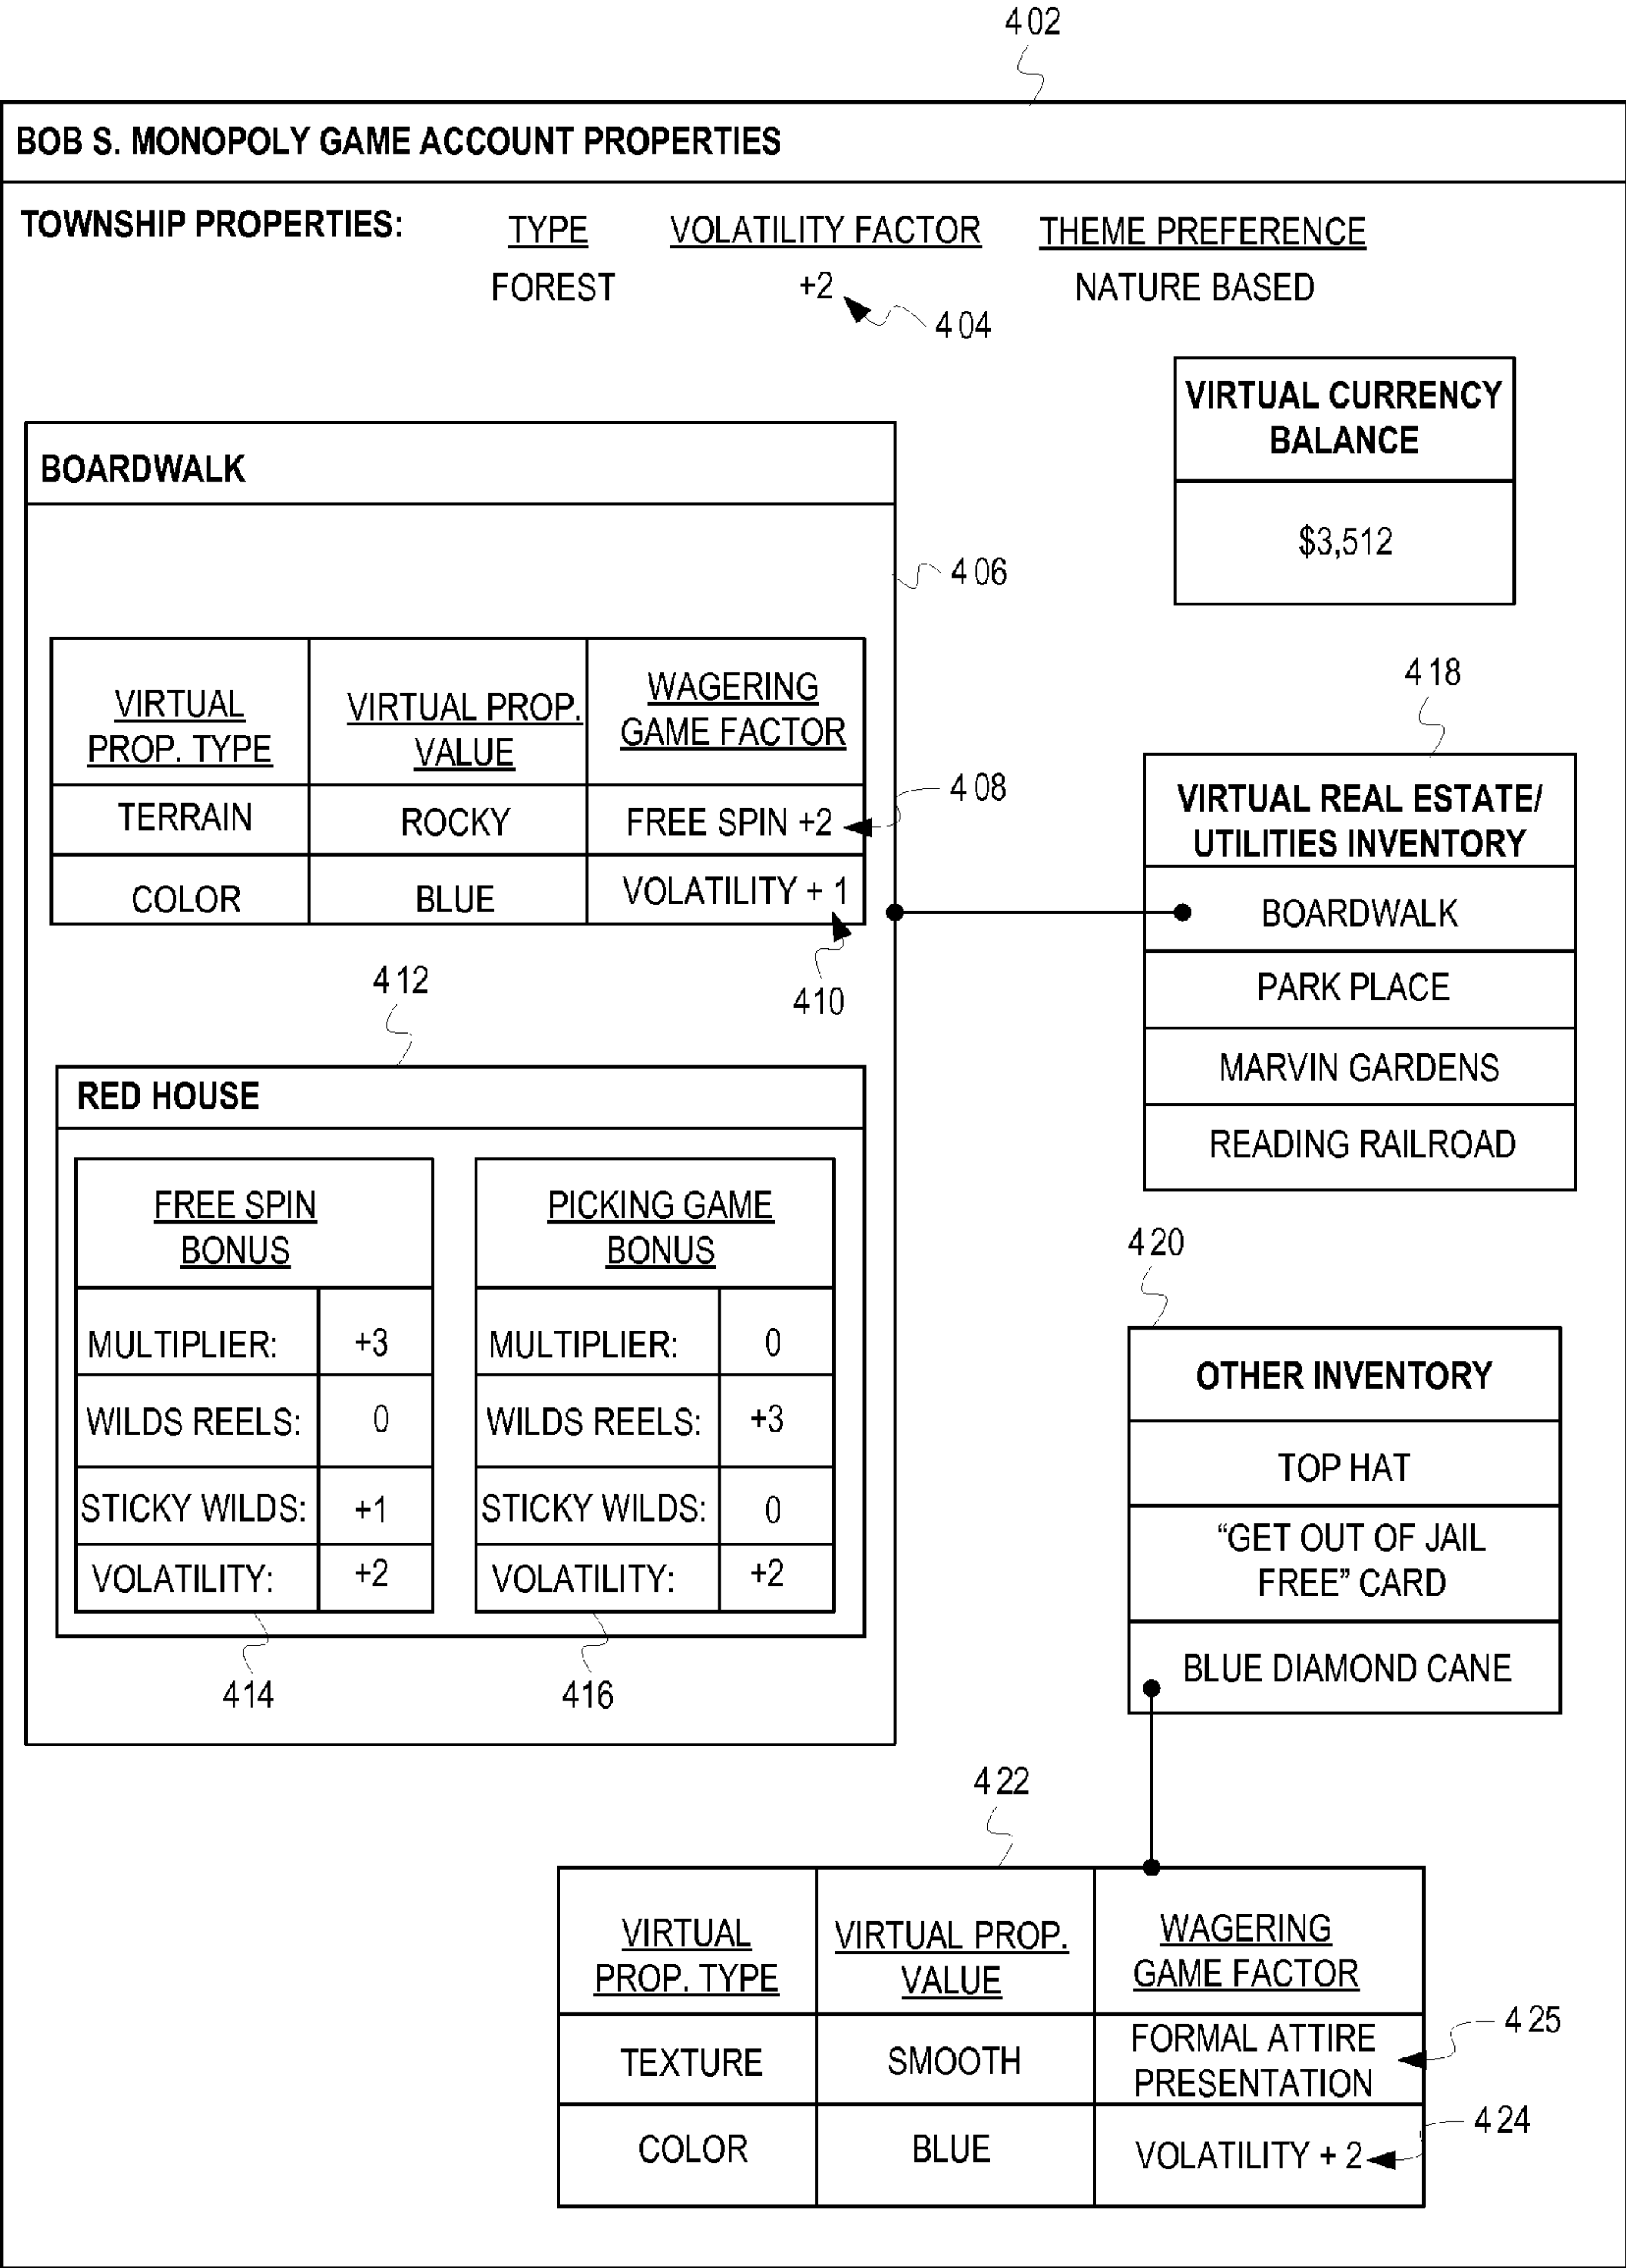 402
BOB S. MONOPOLY GAME ACCOUNT PROPERTIES
TOWNSHIP PROPERTIES:
TYPE VOLATILITY FACTOR THEME PREFERENCE
FOREST +2 NATURE BASED
404
VIRTUAL CURRENCY
BALANCE
$3,512
BOARDWALK
406
VIRTUAL
PROP. TYPE
VIRTUAL PROP.
VALUE
WAGERING
GAME FACTOR
TERRAIN ROCKY FREE SPIN +2
408
COLOR BLUE VOLATILITY + 1
410
418
VIRTUAL REAL ESTATE/
UTILITIES INVENTORY
BOARDWALK
PARK PLACE
MARVIN GARDENS
READING RAILROAD
412
RED HOUSE
FREE SPIN
BONUS
MULTIPLIER: +3
WILDS REELS: 0
STICKY WILDS: +1
VOLATILITY: +2
414
PICKING GAME
BONUS
MULTIPLIER: 0
WILDS REELS: +3
STICKY WILDS: 0
VOLATILITY: +2
416
420
OTHER INVENTORY
TOP HAT
“GET OUT OF JAIL
FREE” CARD
BLUE DIAMOND CANE
422
VIRTUAL
PROP. TYPE
VIRTUAL PROP.
VALUE
WAGERING
GAME FACTOR
TEXTURE SMOOTH FORMAL ATTIRE
PRESENTATION
425
COLOR BLUE VOLATILITY + 2
424